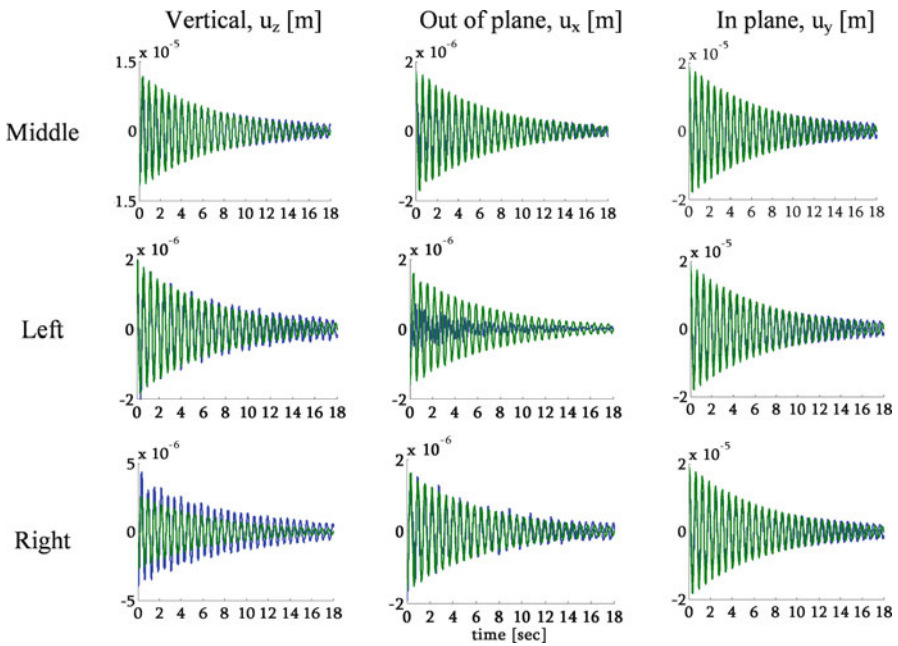 Vertical, u_z [m] Out of plane, u_x [m] In plane, u_y [m]
x 10^-5 x 10^-6 x 10^-5
1.5 2 2
Middle 0 0 0
1.5 -2 -2
0 2 4 6 8 10 12 14 16 18 0 2 4 6 8 10 12 14 16 18 0 2 4 6 8 10 12 14 16 18
x 10^-6 x 10^-6 x 10^-5
2 2 2
Left 0 0 0
-2 -2 -2
0 2 4 6 8 10 12 14 16 18 0 2 4 6 8 10 12 14 16 18 0 2 4 6 8 10 12 14 16 18
x 10^-6 x 10^-6 x 10^-5
5 2 2
Right 0 0 0
-5 -2 -2
0 2 4 6 8 10 12 14 16 18 0 2 4 6 8 10 12 14 16 18 0 2 4 6 8 10 12 14 16 18
time [sec]